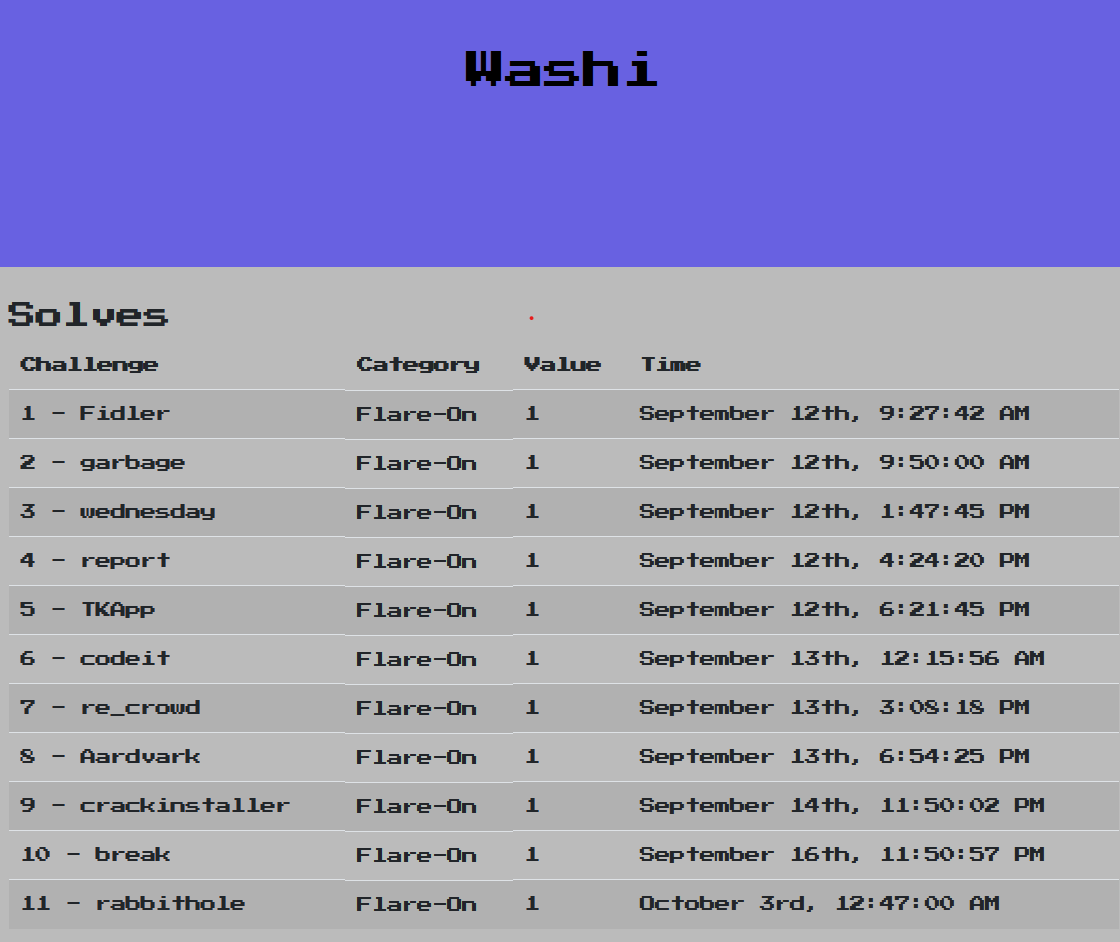 Washi
Solves
Challenge Category Value Time
1 - Fidler Flare-On 1 September 12th, 9:27:42 AM
2 - garbage Flare-On 1 September 12th, 9:50:00 AM
3 - wednesday Flare-On 1 September 12th, 1:47:45 PM
4 - report Flare-On 1 September 12th, 4:24:20 PM
5 - TKApp Flare-On 1 September 12th, 6:21:45 PM
6 - codeit Flare-On 1 September 13th, 12:15:56 AM
7 - re_crowd Flare-On 1 September 13th, 3:08:18 PM
8 - Aardvark Flare-On 1 September 13th, 6:54:25 PM
9 - crackinstaller Flare-On 1 September 14th, 11:50:02 PM
10 - break Flare-On 1 September 16th, 11:50:57 PM
11 - rabbithole Flare-On 1 October 3rd, 12:47:00 AM